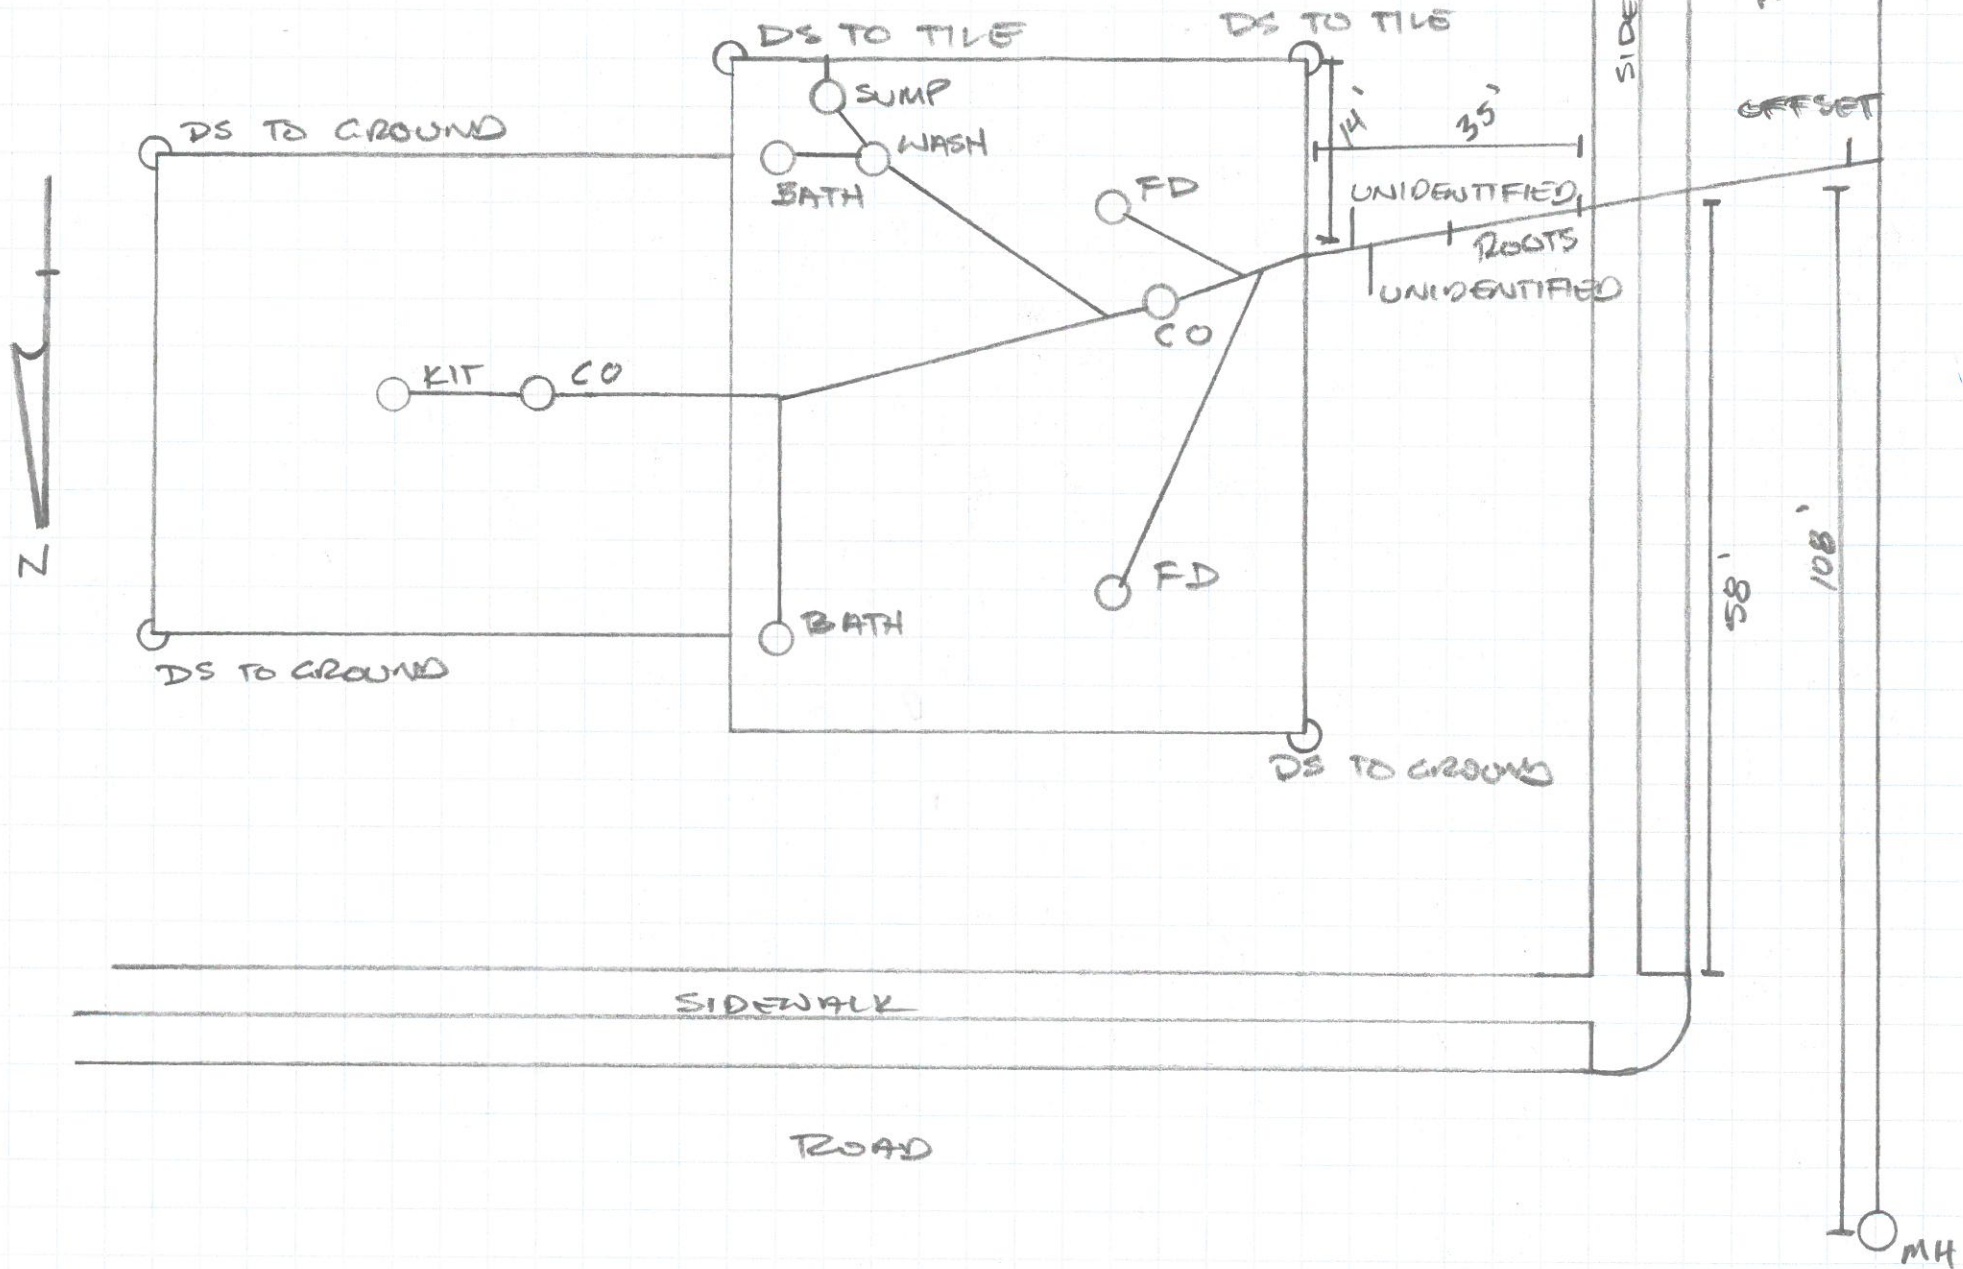 DS TO TILE
DS TO TILE
SIDE
OFFSET
DS TO GROUND
SUMP
WASH
BATH
FD
14'
35'
UNIDENTIFIED
ROOTS
UNIDENTIFIED
CO
KIT
CO
N
FD
BATH
58'
108'
DS TO GROUND
DS TO GROUND
SIDEWALK
ROAD
MH